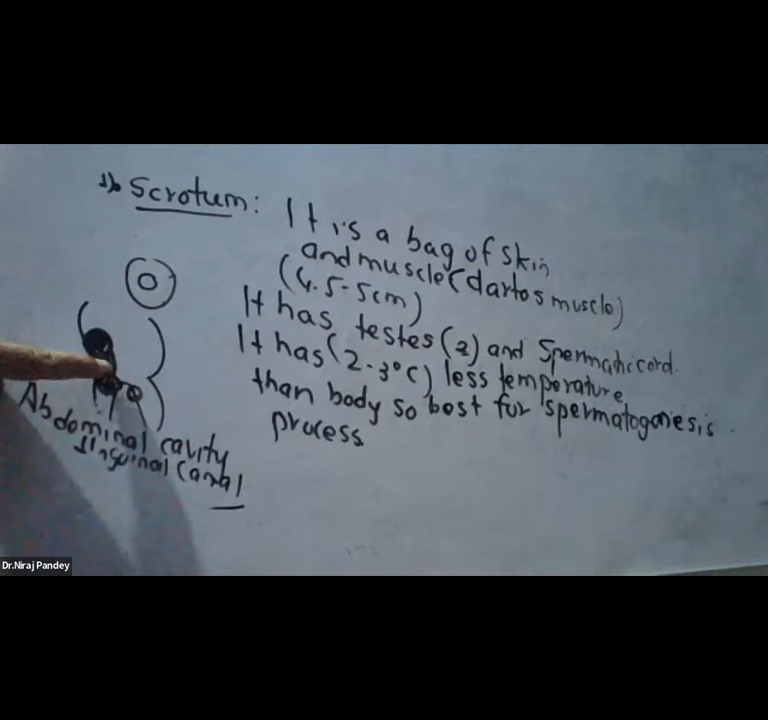 1) Scrotum: It is a bag of skin
and muscle (dartos muscle)
(4.5-5cm)
It has testes (2) and Spermatic cord.
It has (2-3°C) less temperature
than body so best for spermatogenesis
process
Abdominal cavity
Inguinal Canal
Dr.Niraj Pandey